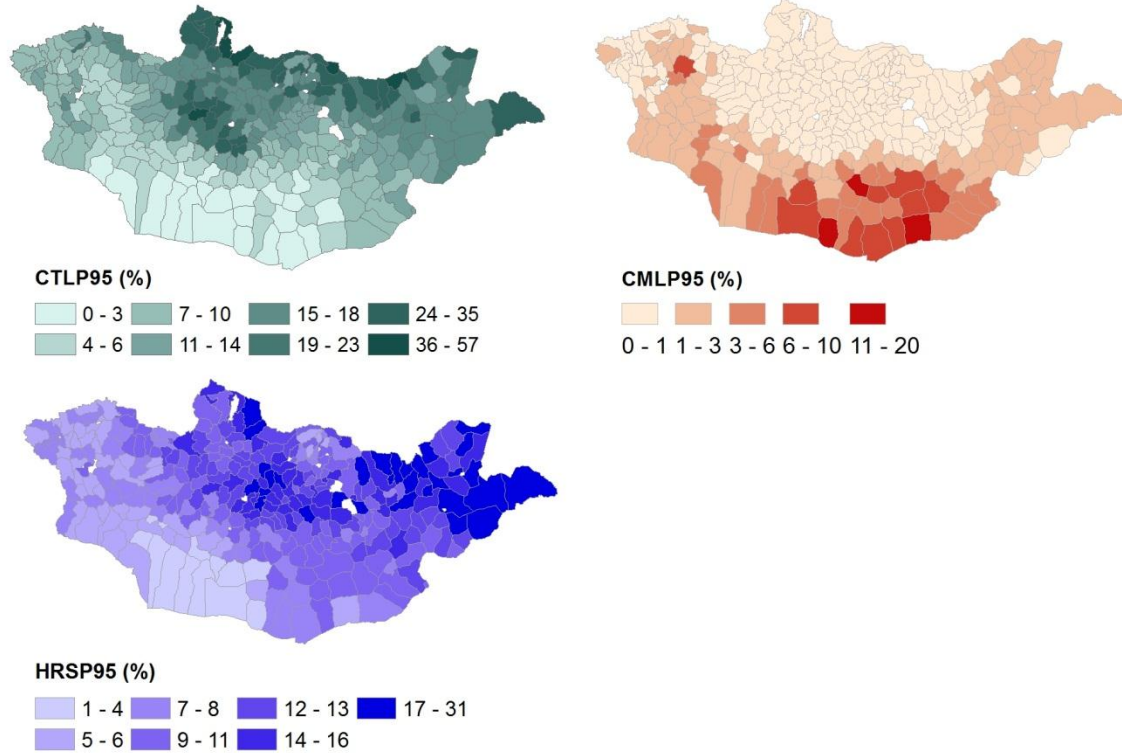 CTLP95 (%)
0 - 3 7 - 10 15 - 18 24 - 35
4 - 6 11 - 14 19 - 23 36 - 57
CMLP95 (%)
0 - 1 1 - 3 3 - 6 6 - 10 11 - 20
HRSP95 (%)
1 - 4 7 - 8 12 - 13 17 - 31
5 - 6 9 - 11 14 - 16